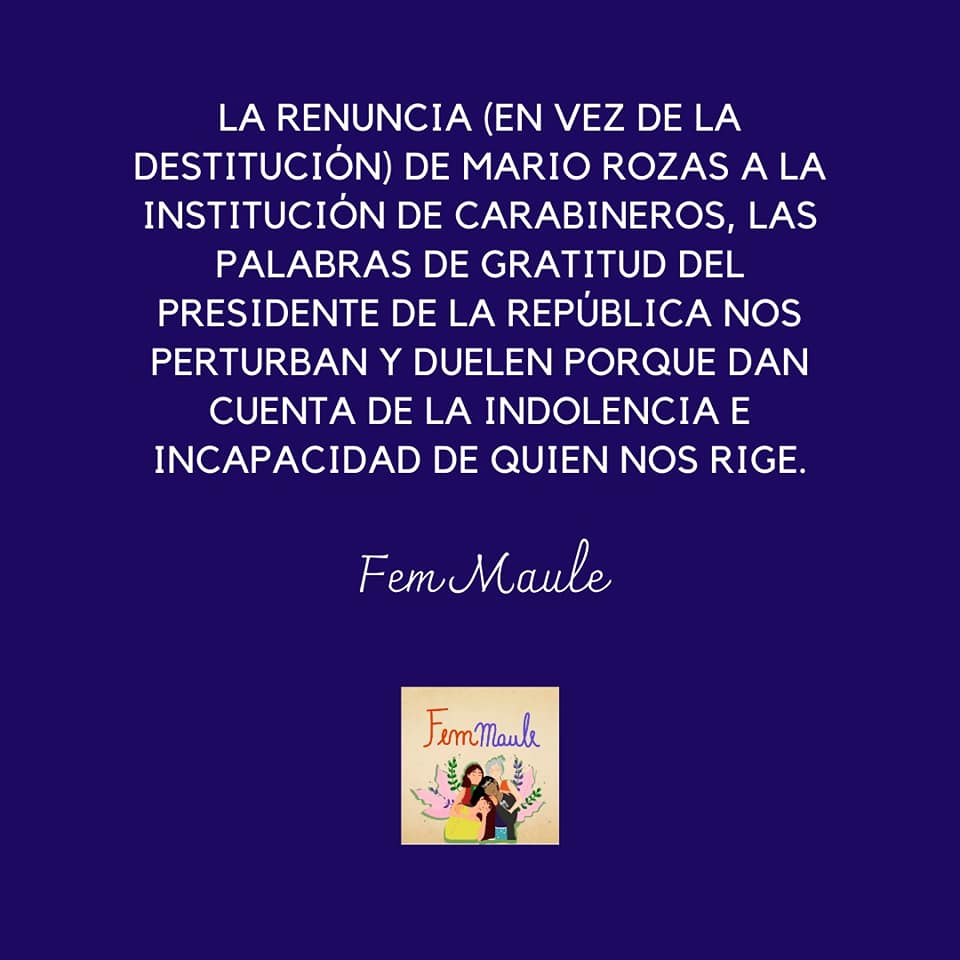 LA RENUNCIA (EN VEZ DE LA
DESTITUCIÓN) DE MARIO ROZAS A LA
INSTITUCIÓN DE CARABINEROS, LAS
PALABRAS DE GRATITUD DEL
PRESIDENTE DE LA REPÚBLICA NOS
PERTURBAN Y DUELEN PORQUE DAN
CUENTA DE LA INDOLENCIA E
INCAPACIDAD DE QUIEN NOS RIGE.
Fem Maule
Fem Maule